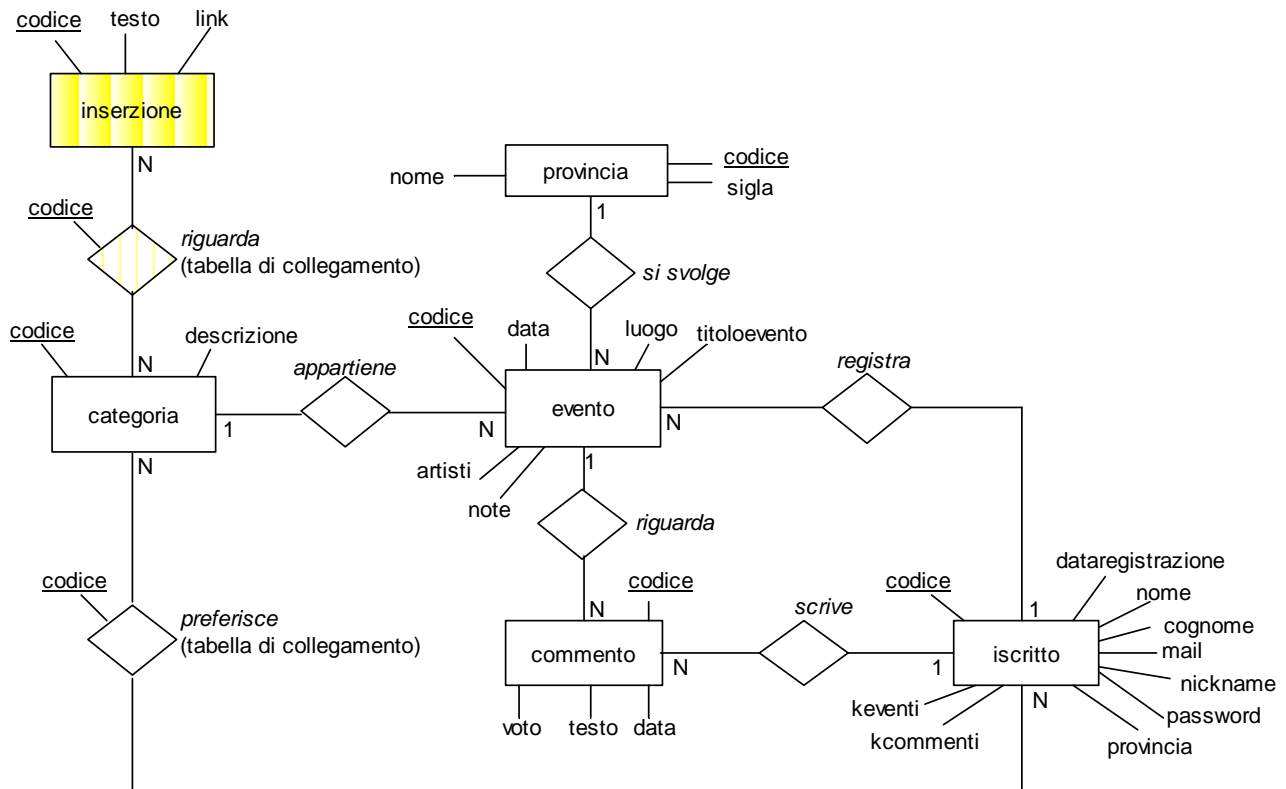 codice testo link
inserzione
N
codice
riguarda
(tabella di collegamento)
N
codice descrizione
categoria
1
N
appartiene
nome provincia codice
sigla
1
si svolge
N
codice data luogo titoloevento
evento
N
N
artisti
note
1
registra
riguarda
N
codice
commento
N
voto testo data
scrive
codice
preferisce
(tabella di collegamento)
codice dataregistrazione
nome
cognome
mail
nickname
password
provincia
1
1
iscritto
N
keventi
kcommenti